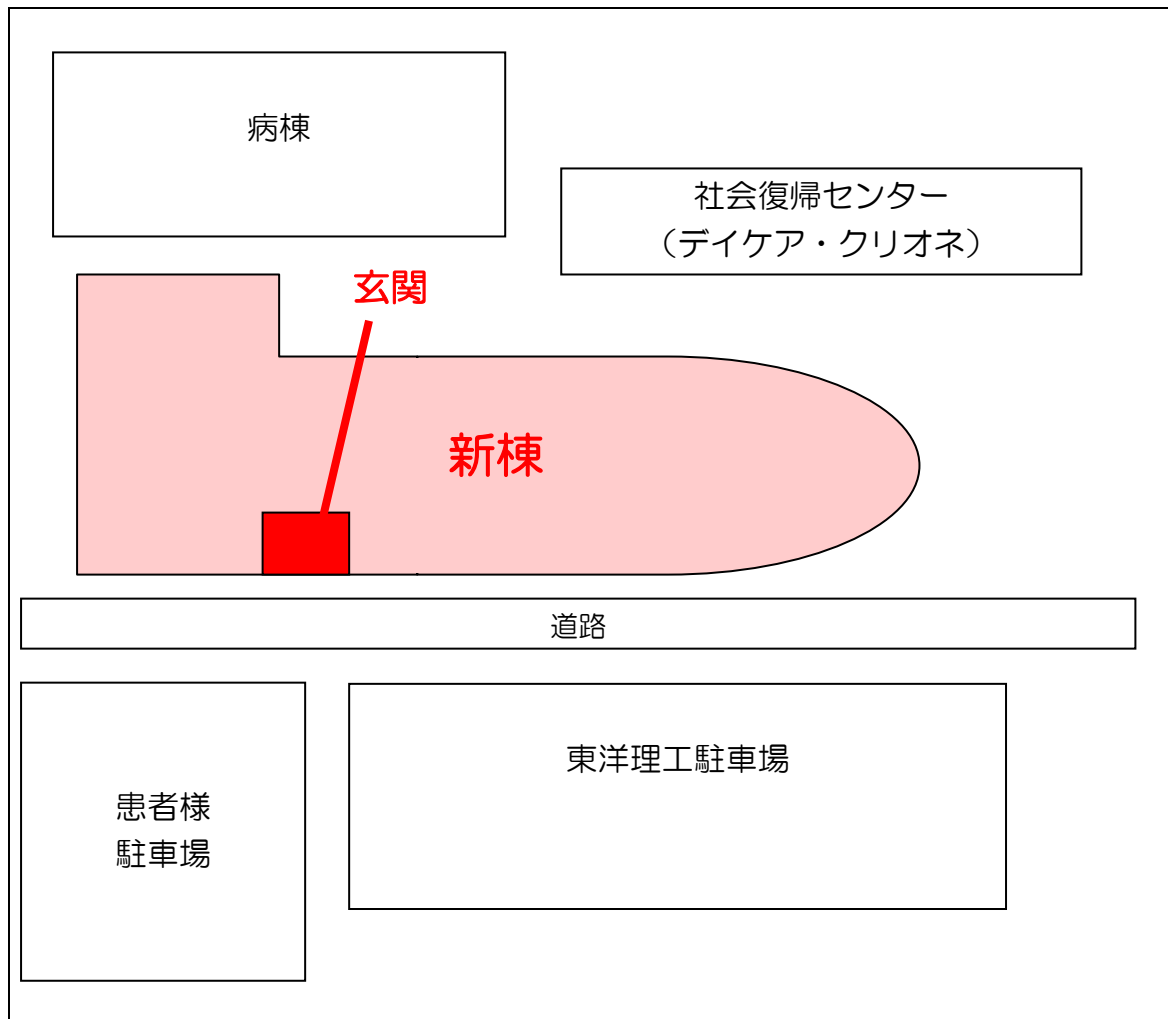 病棟
社会復帰センター
（デイケア・クリオネ）
玄関
新棟
道路
東洋理工駐車場
患者様
駐車場